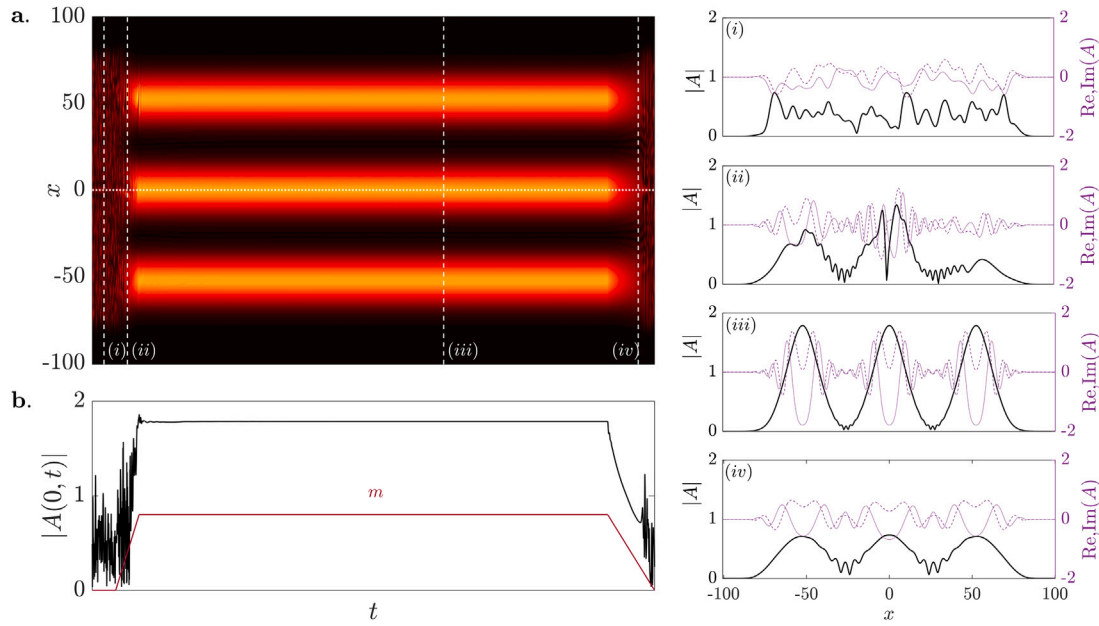 a.
100
50
0
-50
-100
x
(i)
(ii)
(iii)
(iv)
b.
2
1
0
|A(0, t)|
m
t
(i)
2
1
0
|A|
2
0
-2
Re,Im(A)
(ii)
2
1
0
|A|
2
0
-2
Re,Im(A)
(iii)
2
1
0
|A|
2
0
-2
Re,Im(A)
(iv)
2
1
0
|A|
2
0
-2
Re,Im(A)
-100
-50
0
50
100
x